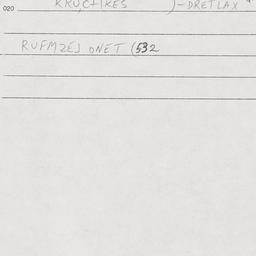 020 KRUCTIKES )-DRETLAX
RUFMZEJ ONET (532